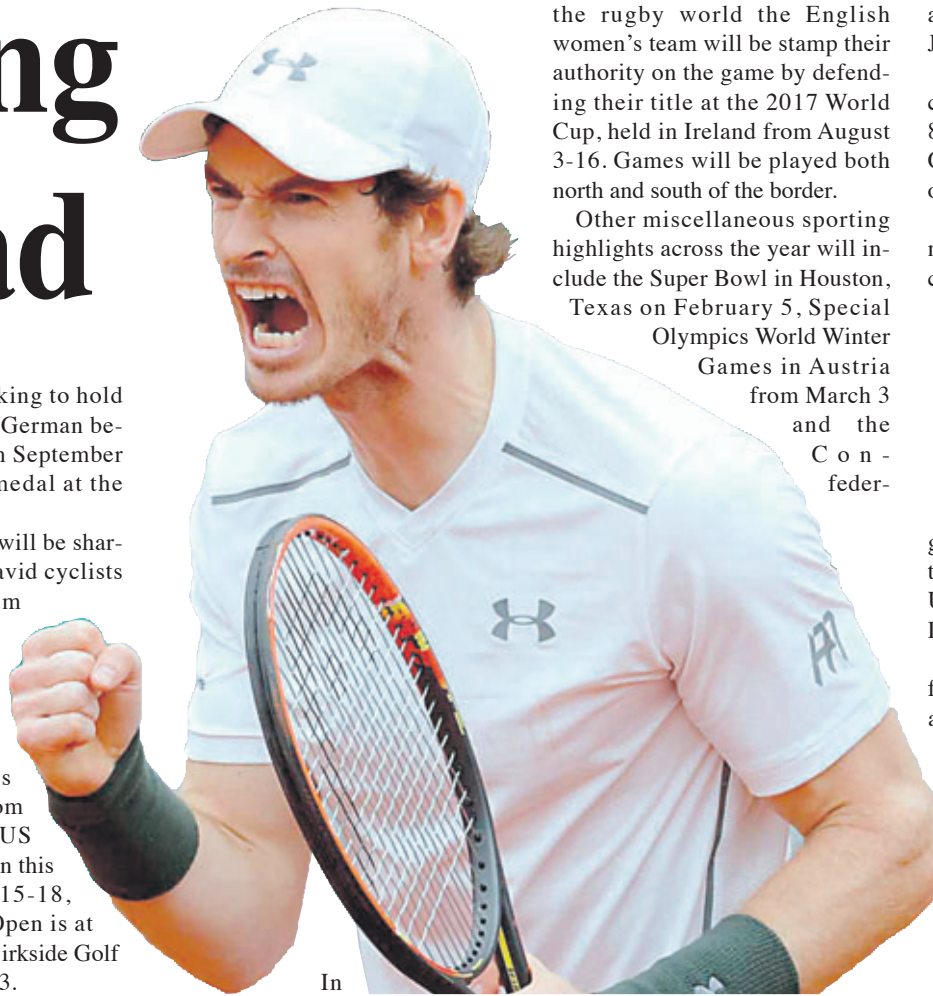 ng
ad
king to hold
German be-
September
medal at the
will be shar-
avid cyclists
m
s
om
US
n this
15-18,
Open is at
irkside Golf
3.
In
the rugby world the English
women's team will be stamp their
authority on the game by defend-
ing their title at the 2017 World
Cup, held in Ireland from August
3-16. Games will be played both
north and south of the border.
Other miscellaneous sporting
highlights across the year will in-
clude the Super Bowl in Houston,
Texas on February 5, Special
Olympics World Winter
Games in Austria
from March 3
and the
Con-
feder-